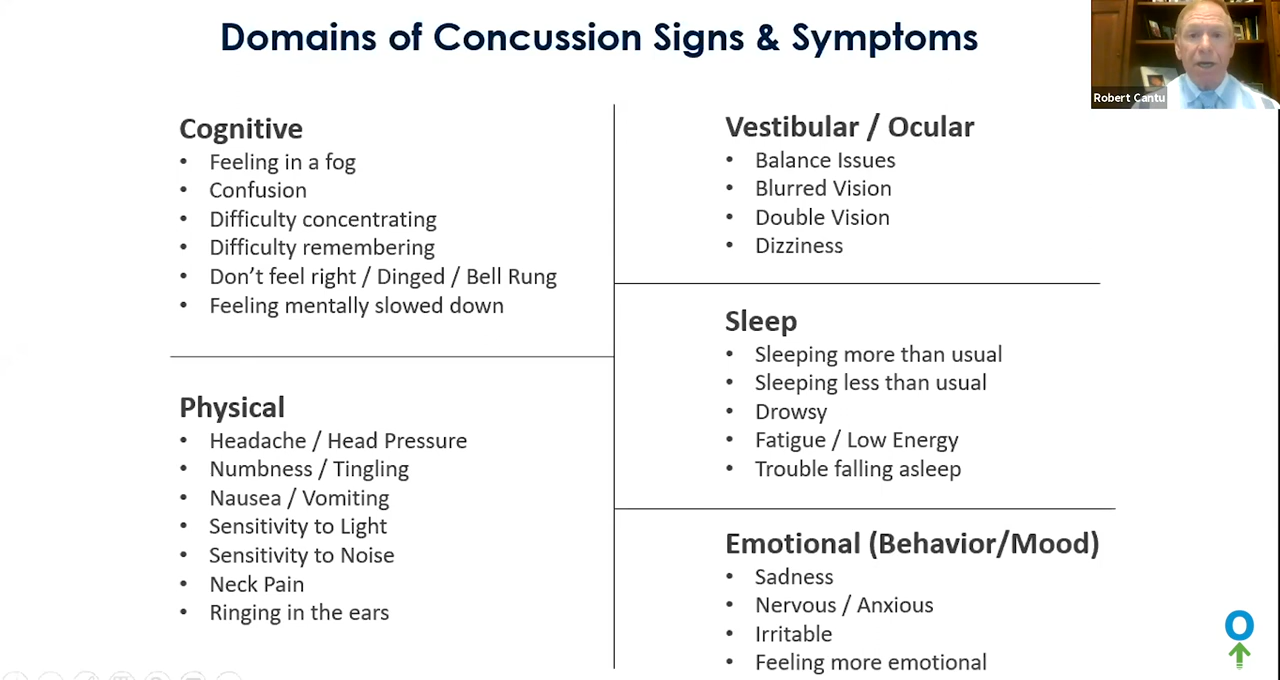 Domains of Concussion Signs & Symptoms
Robert Cantu
Cognitive
• Feeling in a fog
• Confusion
• Difficulty concentrating
• Difficulty remembering
• Don't feel right / Dinged / Bell Rung
• Feeling mentally slowed down
Physical
• Headache / Head Pressure
• Numbness / Tingling
• Nausea / Vomiting
• Sensitivity to Light
• Sensitivity to Noise
• Neck Pain
• Ringing in the ears
Vestibular / Ocular
• Balance Issues
• Blurred Vision
• Double Vision
• Dizziness
Sleep
• Sleeping more than usual
• Sleeping less than usual
• Drowsy
• Fatigue / Low Energy
• Trouble falling asleep
Emotional (Behavior/Mood)
• Sadness
• Nervous / Anxious
• Irritable
• Feeling more emotional